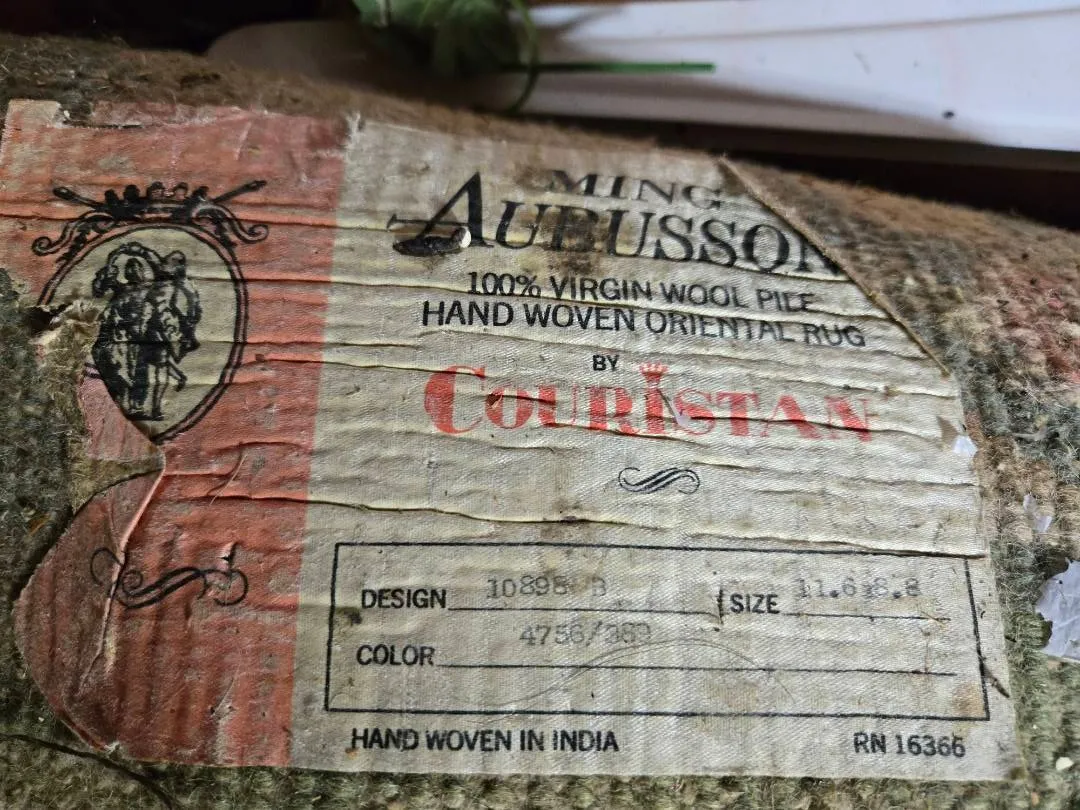 MING
AUBUSSON
100% VIRGIN WOOL PILE
HAND WOVEN ORIENTAL RUG
BY
COURISTAN
DESIGN 10898 B SIZE 11.6x8.8
COLOR 4756/369
HAND WOVEN IN INDIA RN 16366